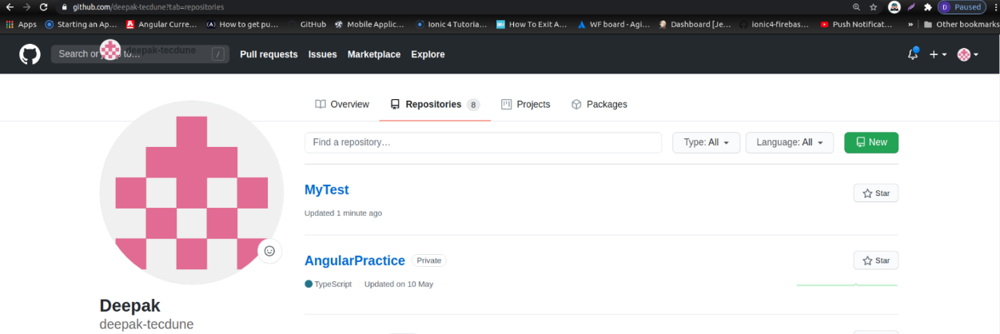 github.com/deepak-tecdune?tab=repositories
D Paused
Apps Starting an Ap... Angular Curre... How to get pu... GitHub Mobile Applic... Ionic 4 Tutoria... How To Exit A... WF board - Agi... Dashboard [Je... ionic4-firebas... Push Notificat... » Other bookmarks
Search or jump to... / Pull requests Issues Marketplace Explore
deepak-tecdune
Overview Repositories 8 Projects Packages
Find a repository... Type: All Language: All New
MyTest
Star
Updated 1 minute ago
AngularPractice Private
Star
TypeScript Updated on 10 May
Deepak
deepak-tecdune